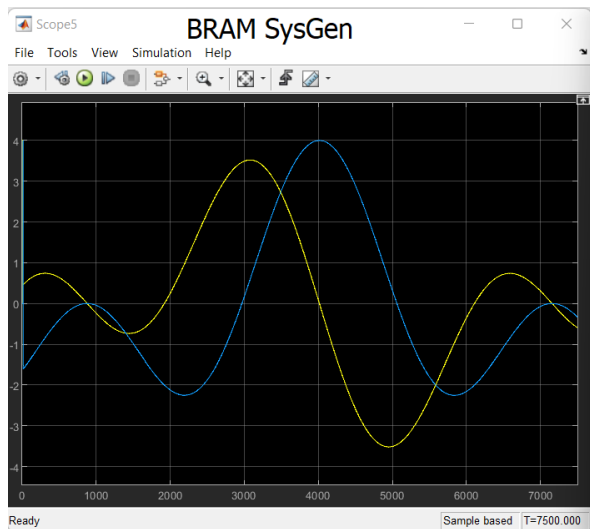 Scope5
BRAM SysGen
File Tools View Simulation Help
4
3
2
1
0
-1
-2
-3
-4
0 1000 2000 3000 4000 5000 6000 7000
Ready
Sample based T=7500.000